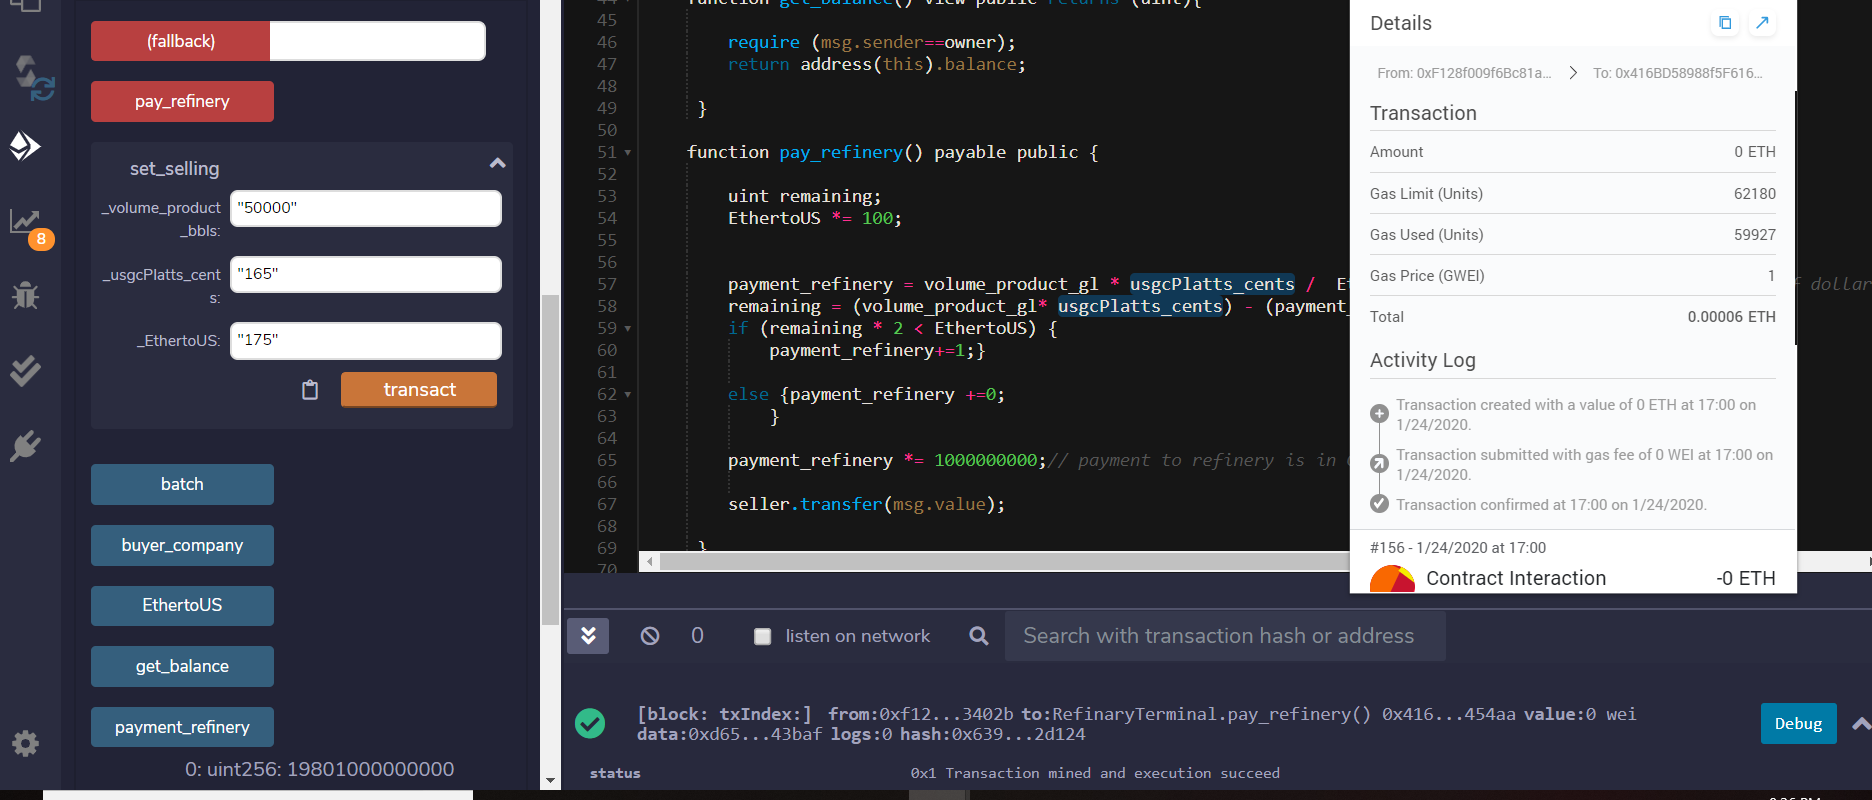 (fallback)
pay_refinery
set_selling
_volume_product
_bbls:
"50000"
_usgcPlatts_cent
s:
"165"
_EthertoUS:
"175"
transact
batch
buyer_company
EthertoUS
get_balance
payment_refinery
0: uint256: 19801000000000
8
45
46 require (msg.sender==owner);
47 return address(this).balance;
48
49 }
50
51 function pay_refinery() payable public {
52
53 uint remaining;
54 EthertoUS *= 100;
55
56
57 payment_refinery = volume_product_gl * usgcPlatts_cents / Et
58 remaining = (volume_product_gl* usgcPlatts_cents) - (payment_
59 if (remaining * 2 < EthertoUS) {
60 payment_refinery+=1;}
61
62 else {payment_refinery +=0;
63 }
64
65 payment_refinery *= 1000000000;// payment to refinery is in
66
67 seller.transfer(msg.value);
68
69 }
70
f dollar
Details
From: 0xF128f009f6Bc81a... To: 0x416BD58988f5F616...
Transaction
Amount 0 ETH
Gas Limit (Units) 62180
Gas Used (Units) 59927
Gas Price (GWEI) 1
Total 0.00006 ETH
Activity Log
Transaction created with a value of 0 ETH at 17:00 on
1/24/2020.
Transaction submitted with gas fee of 0 WEI at 17:00 on
1/24/2020.
Transaction confirmed at 17:00 on 1/24/2020.
#156 - 1/24/2020 at 17:00
Contract Interaction -0 ETH
0 listen on network Search with transaction hash or address
[block: txIndex:] from:0xf12...3402b to:RefinaryTerminal.pay_refinery() 0x416...454aa value:0 wei
data:0xd65...43baf logs:0 hash:0x639...2d124
Debug
status 0x1 Transaction mined and execution succeed